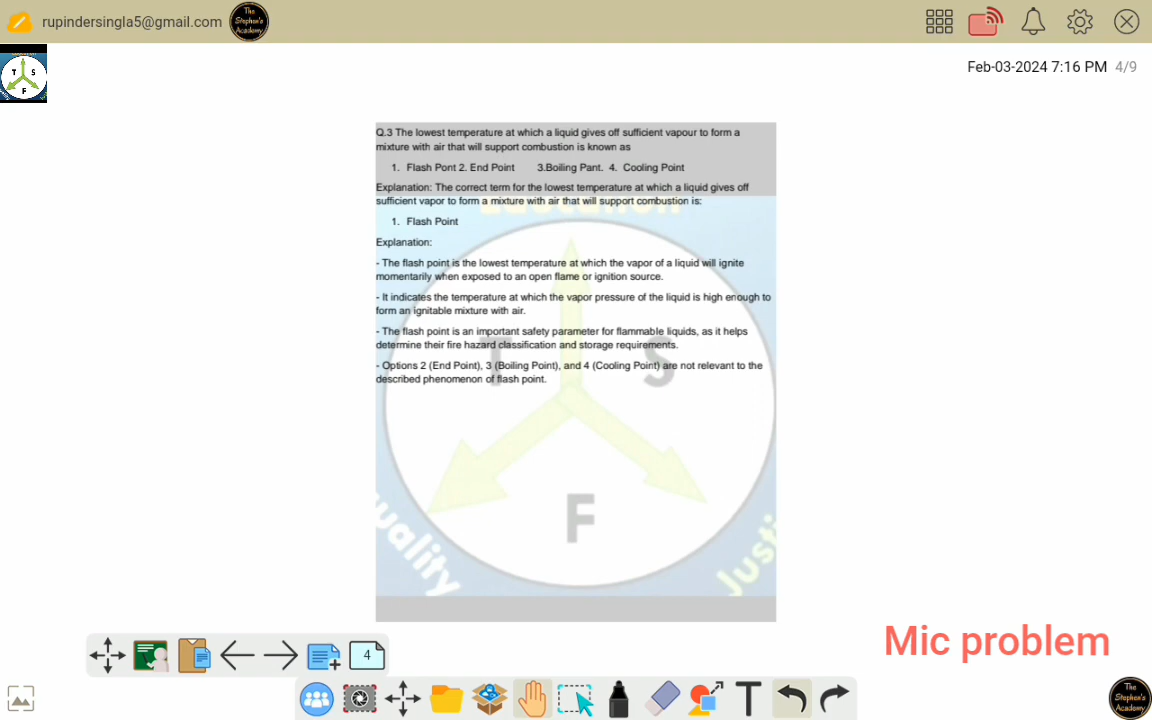 rupindersingla5@gmail.com
The
Stephen's
Academy
T S
F
Feb-03-2024 7:16 PM 4/9
Q.3 The lowest temperature at which a liquid gives off sufficient vapour to form a
mixture with air that will support combustion is known as
1. Flash Pont 2. End Point 3.Boiling Pant. 4. Cooling Point
Explanation: The correct term for the lowest temperature at which a liquid gives off
sufficient vapor to form a mixture with air that will support combustion is:
1. Flash Point
Explanation:
- The flash point is the lowest temperature at which the vapor of a liquid will ignite
momentarily when exposed to an open flame or ignition source.
- It indicates the temperature at which the vapor pressure of the liquid is high enough to
form an ignitable mixture with air.
- The flash point is an important safety parameter for flammable liquids, as it helps
determine their fire hazard classification and storage requirements.
- Options 2 (End Point), 3 (Boiling Point), and 4 (Cooling Point) are not relevant to the
described phenomenon of flash point.
T S
F
Mic problem
4
T
The
Stephen's
Academy